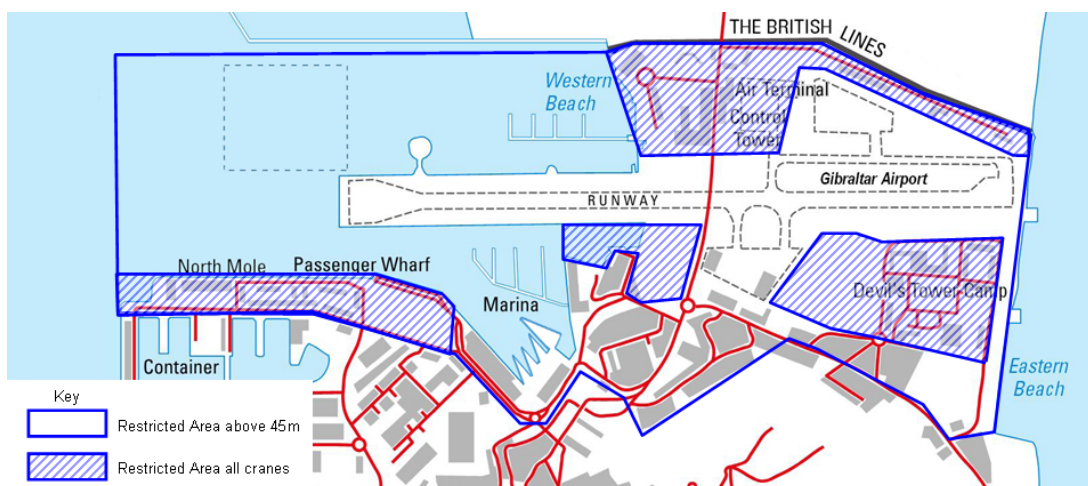 THE BRITISH LINES
Western
Beach
Air Terminal
Control
Tower
Gibraltar Airport
RUNWAY
North Mole
Passenger Wharf
Marina
Devil's Tower Camp
Container
Eastern
Beach
Key
Restricted Area above 45m
Restricted Area all cranes